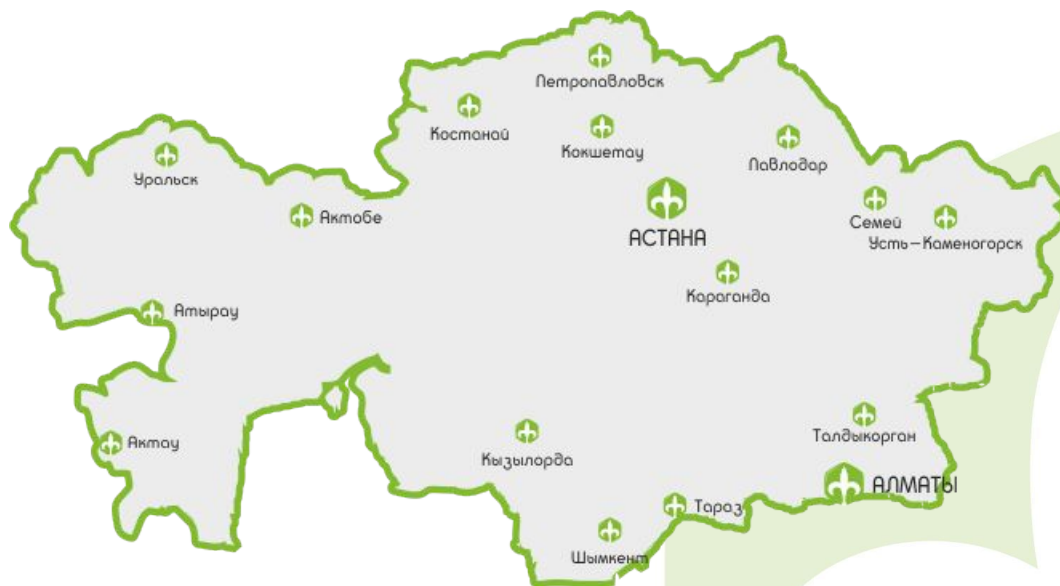 Петропавловск
Костанай
Кокшетау
Павлодар
Уральск
Актобе
Семей
АСТАНА
Усть-Каменогорск
Караганда
Атырау
Талдыкорган
Актау
Кызылорда
АЛМАТЫ
Тараз
Шымкент